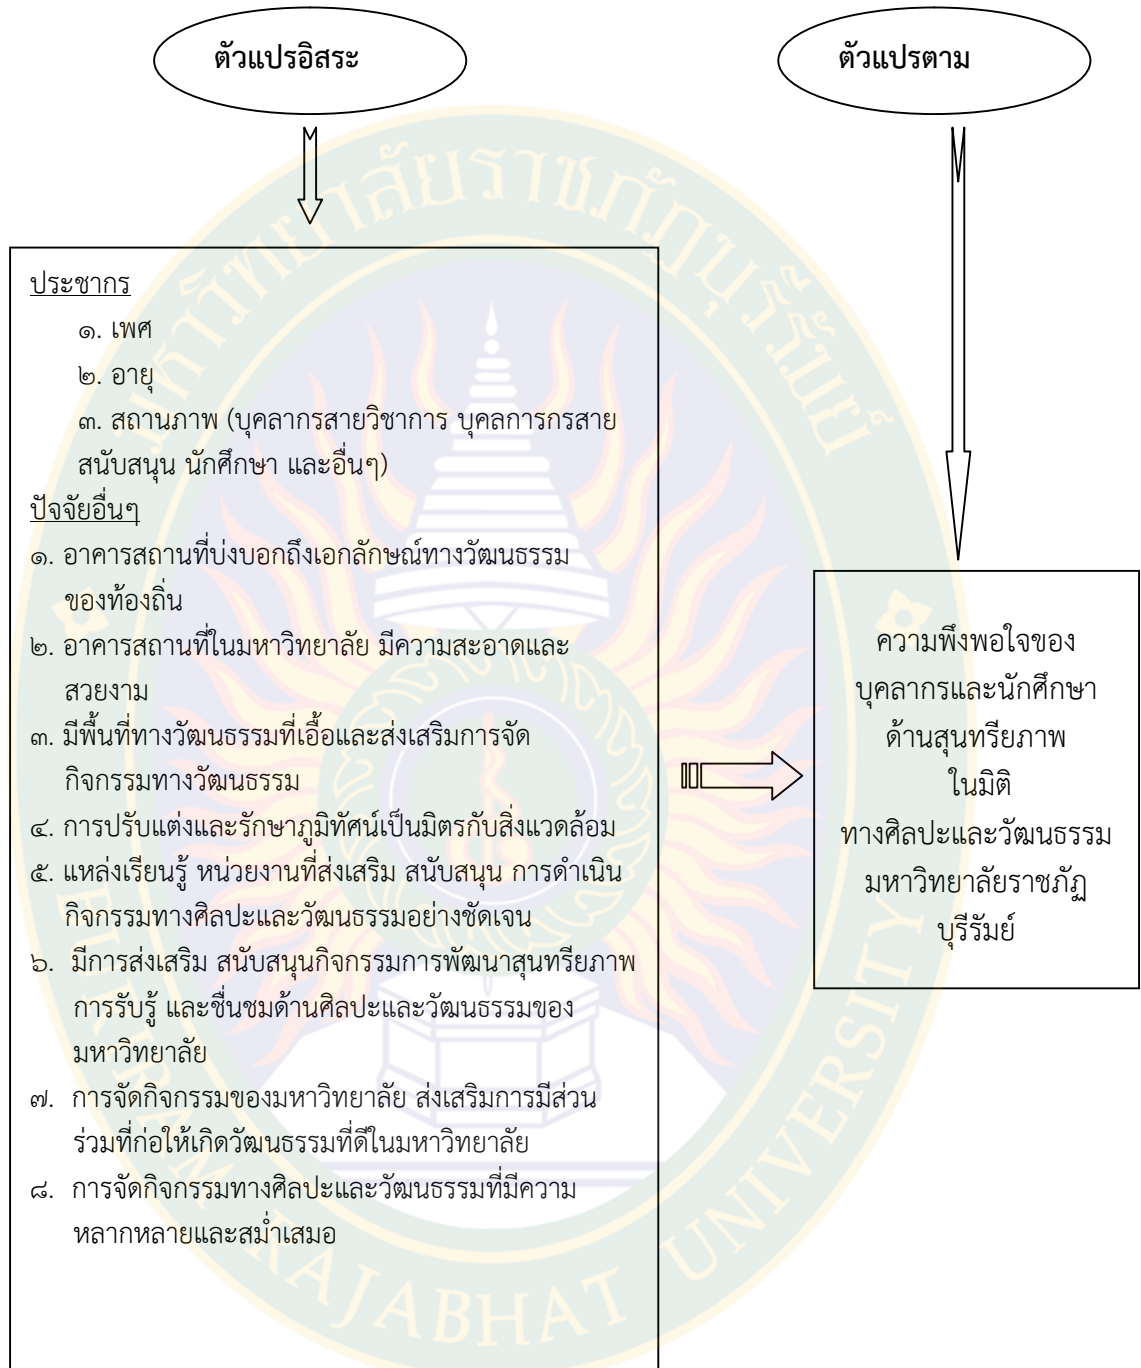 ตัวแปรอิสระ
ตัวแปรตาม
ประชากร
๑. เพศ
๒. อายุ
๓. สถานภาพ (บุคลากรสายวิชาการ บุคลการกรสาย
สนับสนุน นักศึกษา และอื่นๆ)
ปัจจัยอื่นๆ
๑. อาคารสถานที่บ่งบอกถึงเอกลักษณ์ทางวัฒนธรรม
ของท้องถิ่น
๒. อาคารสถานที่ในมหาวิทยาลัย มีความสะอาดและ
สวยงาม
๓. มีพื้นที่ทางวัฒนธรรมที่เอื้อและส่งเสริมการจัด
กิจกรรมทางวัฒนธรรม
๔. การปรับแต่งและรักษาภูมิทัศน์เป็นมิตรกับสิ่งแวดล้อม
๕. แหล่งเรียนรู้ หน่วยงานที่ส่งเสริม สนับสนุน การดำเนิน
กิจกรรมทางศิลปะและวัฒนธรรมอย่างชัดเจน
๖. มีการส่งเสริม สนับสนุนกิจกรรมการพัฒนาสุนทรียภาพ
การรับรู้ และชื่นชมด้านศิลปะและวัฒนธรรมของ
มหาวิทยาลัย
๗. การจัดกิจกรรมของมหาวิทยาลัย ส่งเสริมการมีส่วน
ร่วมที่ก่อให้เกิดวัฒนธรรมที่ดีในมหาวิทยาลัย
๘. การจัดกิจกรรมทางศิลปะและวัฒนธรรมที่มีความ
หลากหลายและสม่ำเสมอ
ความพึงพอใจของ
บุคลากรและนักศึกษา
ด้านสุนทรียภาพ
ในมิติ
ทางศิลปะและวัฒนธรรม
มหาวิทยาลัยราชภัฏ
บุรีรัมย์
มหาวิทยาลัยราชภัฏบุรีรัมย์
BURIRAM RAJABHAT UNIVERSITY